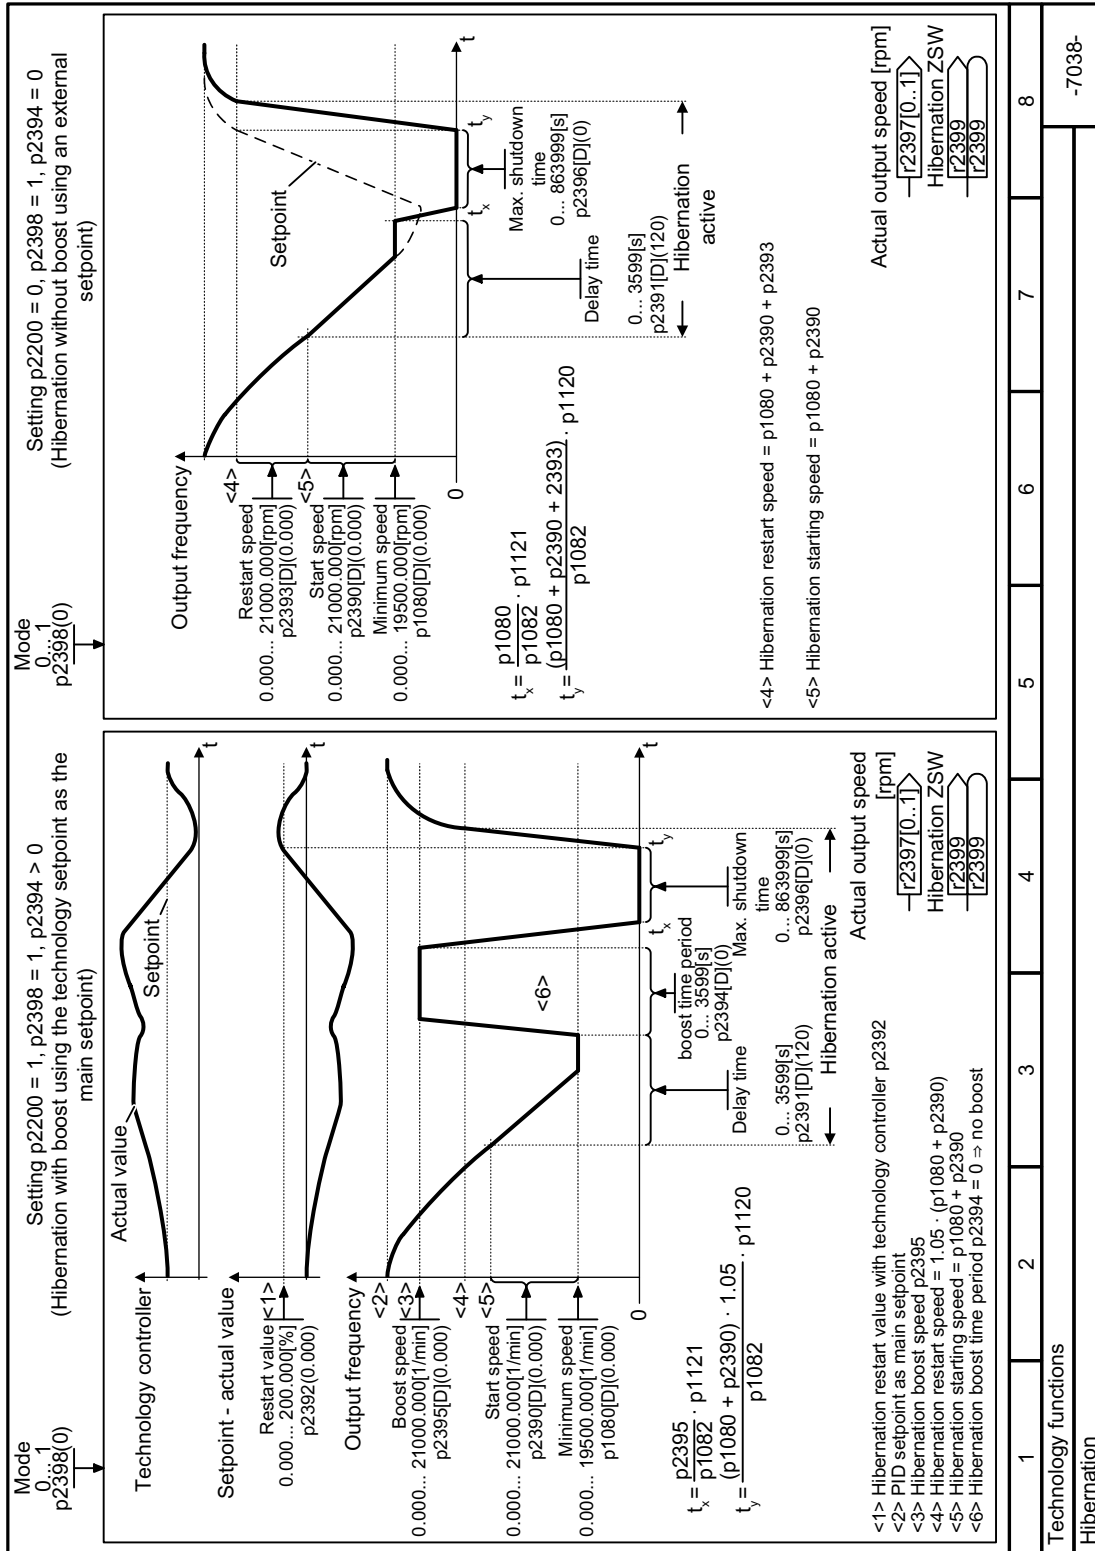 Mode
0...1
p2398(0)
Setting p2200 = 1, p2398 = 1, p2394 > 0
(Hibernation with boost using the technology setpoint as the
main setpoint)
Technology controller
Actual value
Setpoint
t
Setpoint - actual value
Restart value
<1>
0.000... 200.000[%]
p2392(0.000)
t
Output frequency
<2>
<3>
Boost speed
0.000... 21000.000[1/min]
p2395[D](0.000)
<4>
<5>
Start speed
0.000... 21000.000[1/min]
p2390[D](0.000)
Minimum speed
0.000... 19500.000[1/min]
p1080[D](0.000)
0
t
tx
ty
<6>
boost time period
0... 3599[s]
p2394[D](0)
Max. shutdown
time
0... 863999[s]
p2396[D](0)
Delay time
0... 3599[s]
p2391[D](120)
Hibernation active
tx = p2395 / p1082 · p1121
ty = (p1080 + p2390) · 1.05 / p1082 · p1120
Actual output speed
[rpm]
r2397[0..1]
Hibernation ZSW
r2399
r2399
<1> Hibernation restart value with technology controller p2392
<2> PID setpoint as main setpoint
<3> Hibernation boost speed p2395
<4> Hibernation restart speed = 1.05 · (p1080 + p2390)
<5> Hibernation starting speed = p1080 + p2390
<6> Hibernation boost time period p2394 = 0 ⇒ no boost
Mode
0...1
p2398(0)
Setting p2200 = 0, p2398 = 1, p2394 = 0
(Hibernation without boost using an external
setpoint)
Output frequency
<4>
Restart speed
0.000... 21000.000[rpm]
p2393[D](0.000)
<5>
Start speed
0.000... 21000.000[rpm]
p2390[D](0.000)
Minimum speed
0.000... 19500.000[rpm]
p1080[D](0.000)
0
Setpoint
t
tx
ty
Max. shutdown
time
0... 863999[s]
p2396[D](0)
Delay time
0... 3599[s]
p2391[D](120)
Hibernation
active
tx = p1080 / p1082 · p1121
ty = (p1080 + p2390 + 2393) / p1082 · p1120
<4> Hibernation restart speed = p1080 + p2390 + p2393
<5> Hibernation starting speed = p1080 + p2390
Actual output speed [rpm]
r2397[0..1]
Hibernation ZSW
r2399
r2399
1 2 3 4 5 6 7 8
Technology functions
-7038-
Hibernation